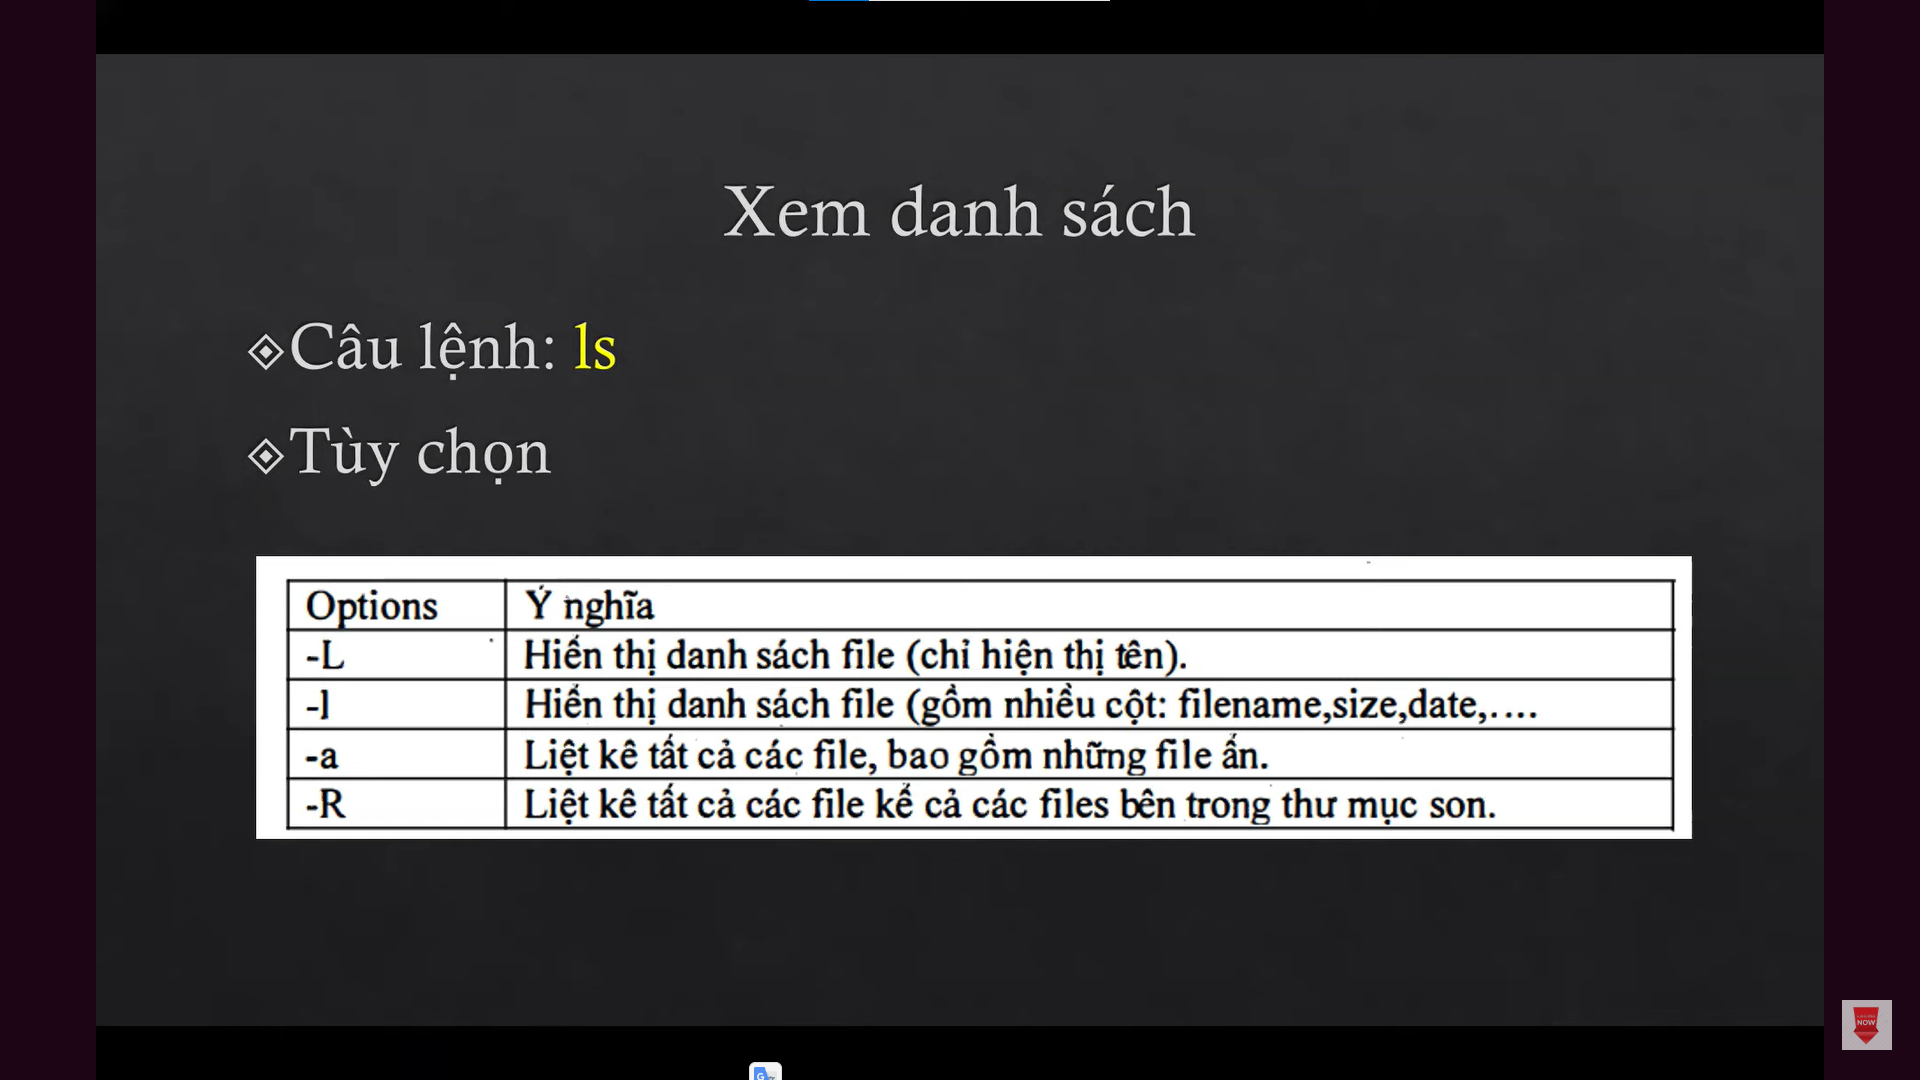 Xem danh sách
Câu lệnh: ls
Tùy chọn
Options Ý nghĩa
-L Hiển thị danh sách file (chỉ hiện thị tên).
-l Hiển thị danh sách file (gồm nhiều cột: filename,size,date,....
-a Liệt kê tất cả các file, bao gồm những file ẩn.
-R Liệt kê tất cả các file kể cả các files bên trong thư mục son.
NOW